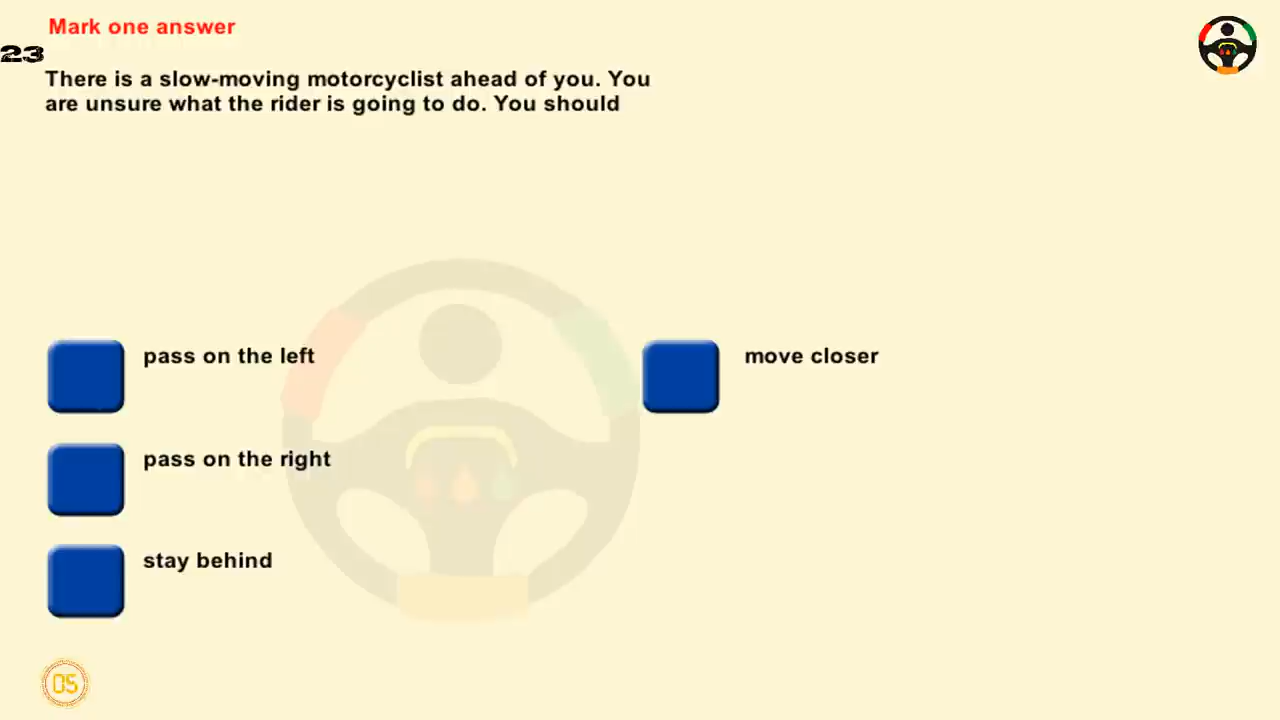 Mark one answer
23
There is a slow-moving motorcyclist ahead of you. You
are unsure what the rider is going to do. You should
pass on the left
move closer
pass on the right
stay behind
05